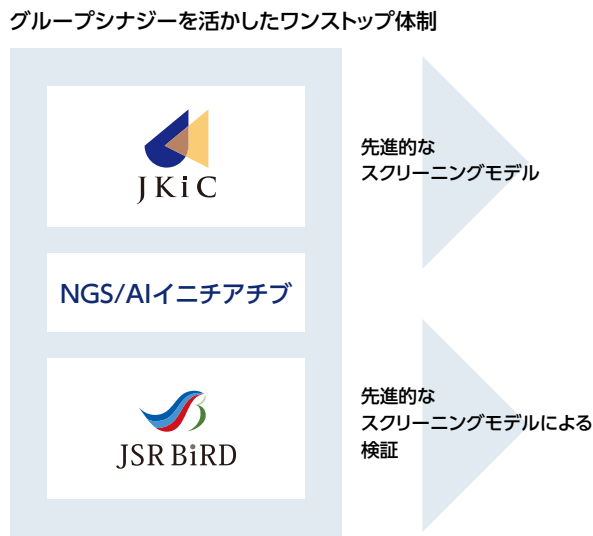 グループシナジーを活かしたワンストップ体制
JKiC
先進的な
スクリーニングモデル
NGS/AIイニチアチブ
JSR BiRD
先進的な
スクリーニングモデルによる
検証